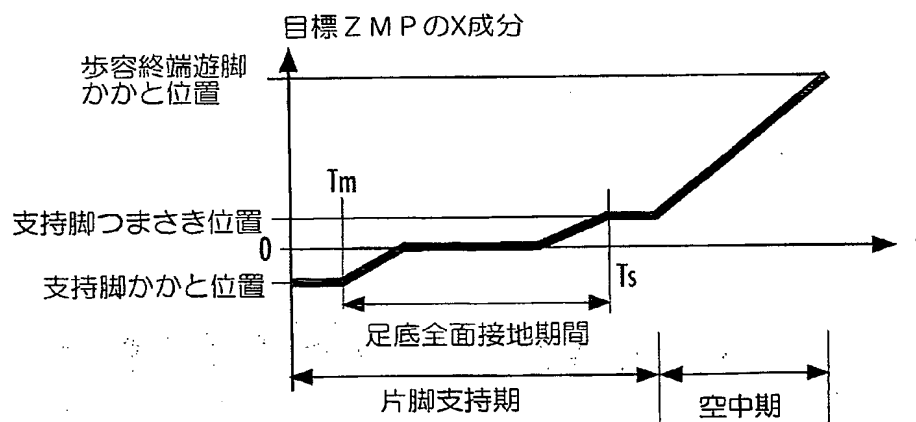 目標ＺＭＰのX成分
歩容終端遊脚
かかと位置
Tm
支持脚つまさき位置
0
支持脚かかと位置
Ts
足底全面接地期間
片脚支持期
空中期